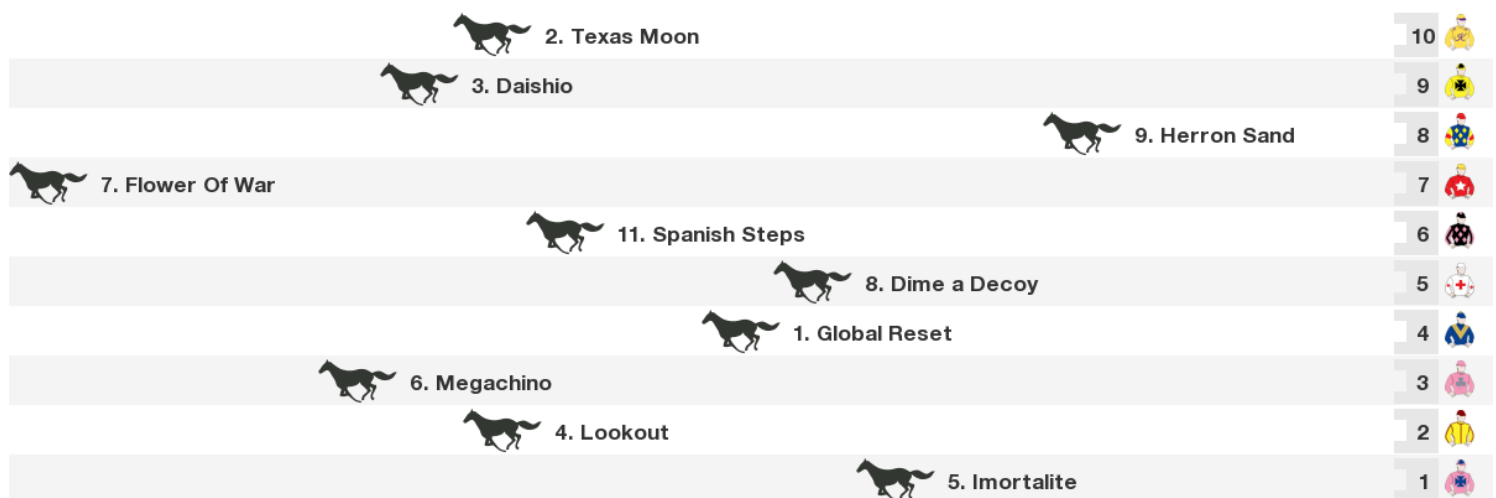 2. Texas Moon 10
3. Daishio 9
9. Herron Sand 8
7. Flower Of War 7
11. Spanish Steps 6
8. Dime a Decoy 5
1. Global Reset 4
6. Megachino 3
4. Lookout 2
5. Imortalite 1